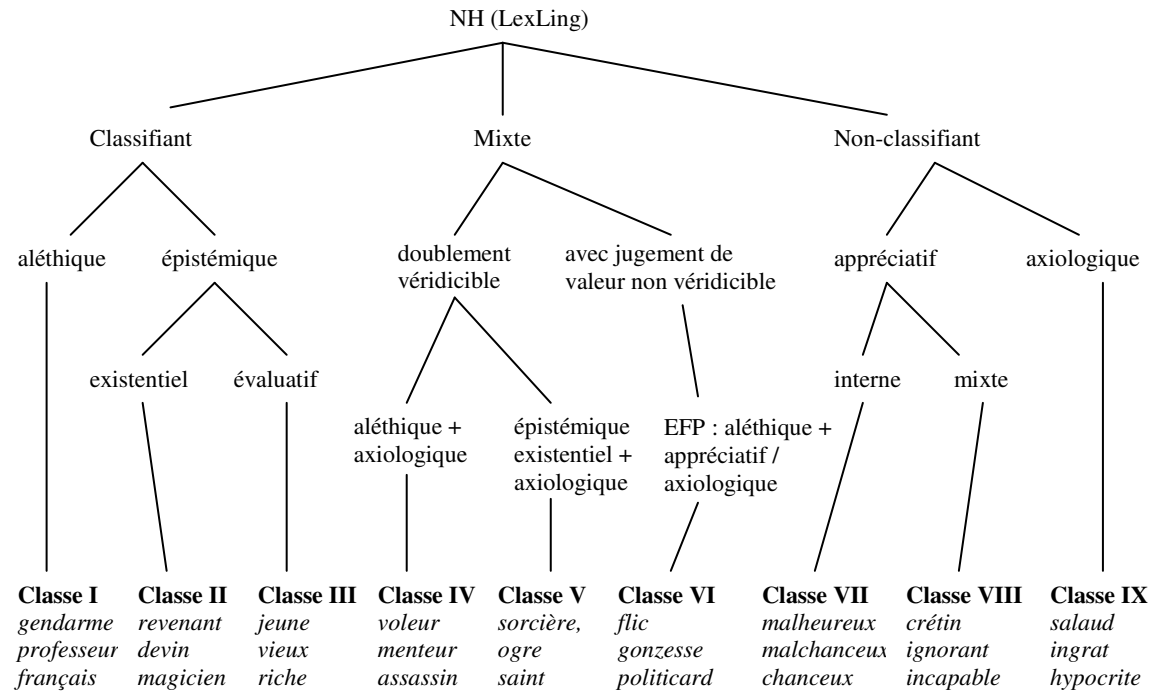 NH (LexLing)
Classifiant
Mixte
Non-classifiant
aléthique
épistémique
doublement
véridicible
avec jugement de
valeur non véridicible
appréciatif
axiologique
existentiel
évaluatif
interne
mixte
aléthique +
axiologique
épistémique
existentiel +
axiologique
EFP : aléthique +
appréciatif /
axiologique
Classe I
gendarme
professeur
français
Classe II
revenant
devin
magicien
Classe III
jeune
vieux
riche
Classe IV
voleur
menteur
assassin
Classe V
sorcière,
ogre
saint
Classe VI
flic
gonzesse
politicard
Classe VII
malheureux
malchanceux
chanceux
Classe VIII
crétin
ignorant
incapable
Classe IX
salaud
ingrat
hypocrite